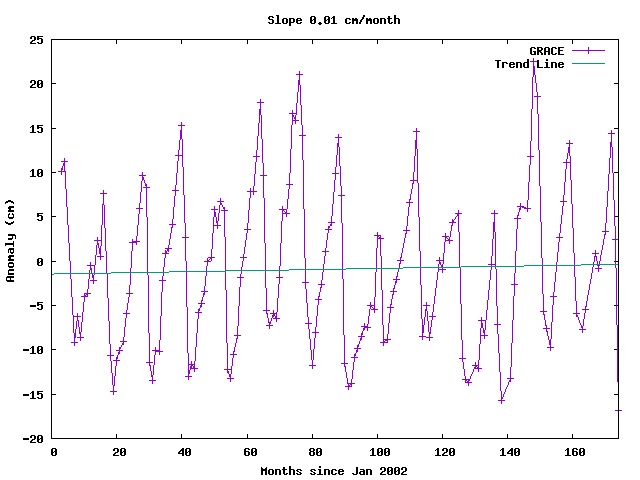 Slope 0.01 cm/month
GRACE
Trend Line
25
20
15
10
5
0
-5
-10
-15
-20
Anomaly (cm)
0 20 40 60 80 100 120 140 160
Months since Jan 2002